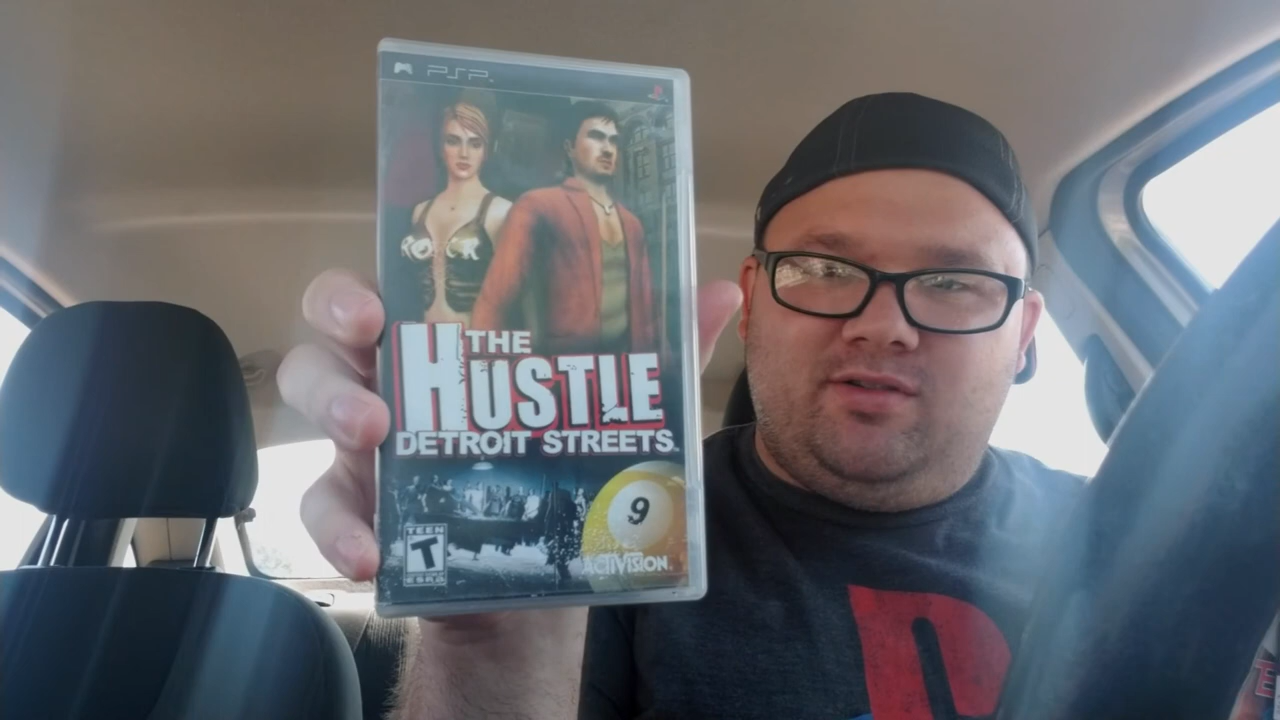 PSP
ROCK
THE
HUSTLE
DETROIT STREETS
9
TEEN
T
ESRB
ACTIVISION